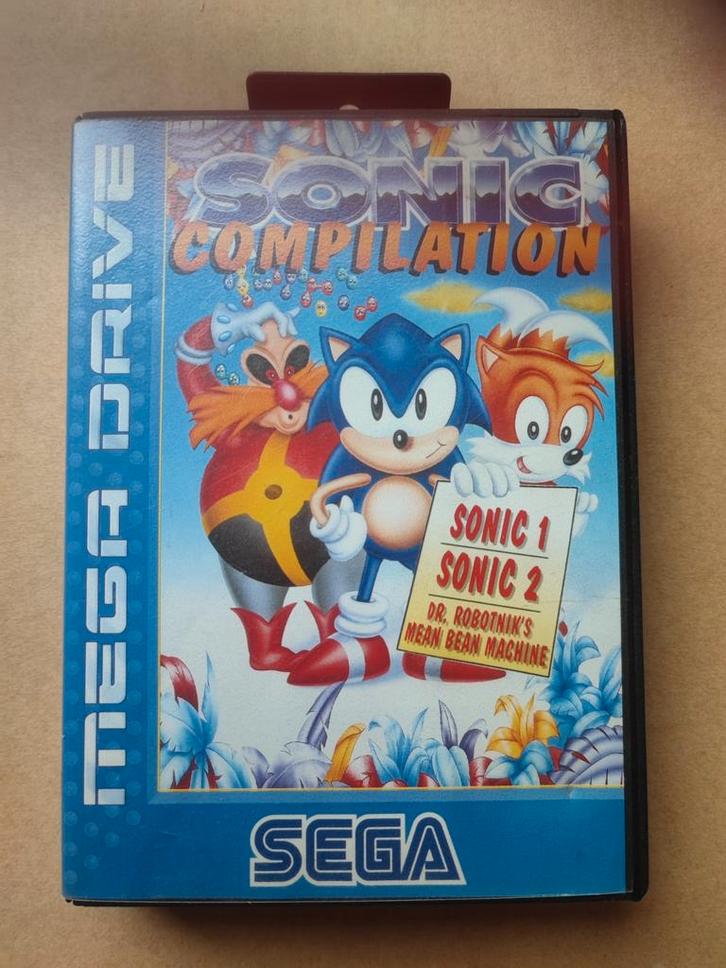 MEGA DRIVE
SONIC
COMPILATION
SONIC 1
SONIC 2
DR. ROBOTNIK'S
MEAN BEAN MACHINE
SEGA